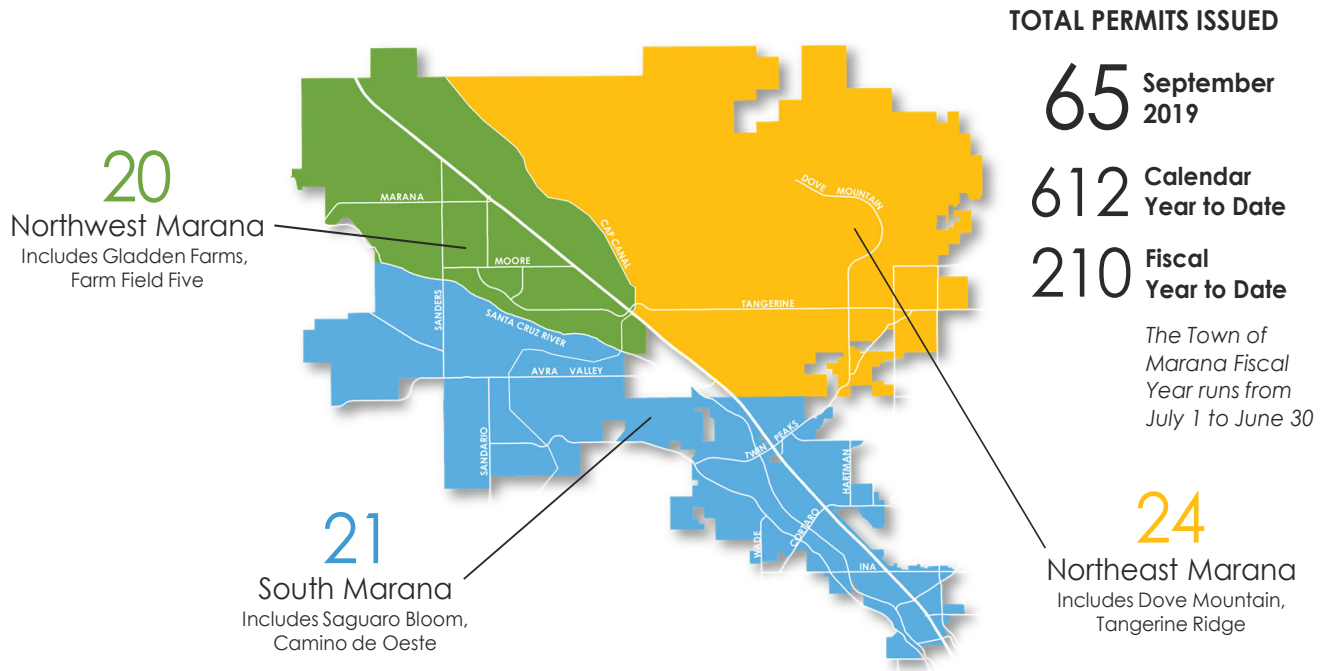 TOTAL PERMITS ISSUED
65 September
2019
612 Calendar
Year to Date
210 Fiscal
Year to Date
The Town of
Marana Fiscal
Year runs from
July 1 to June 30
20
Northwest Marana
Includes Gladden Farms,
Farm Field Five
21
South Marana
Includes Saguaro Bloom,
Camino de Oeste
24
Northeast Marana
Includes Dove Mountain,
Tangerine Ridge
MARANA
MOORE
SANDERS
SANTA CRUZ RIVER
CAP CANAL
DOVE MOUNTAIN
TANGERINE
AVRA VALLEY
SANDARIO
TWIN PEAKS
HARTMAN
WADE
CORTARO
INA